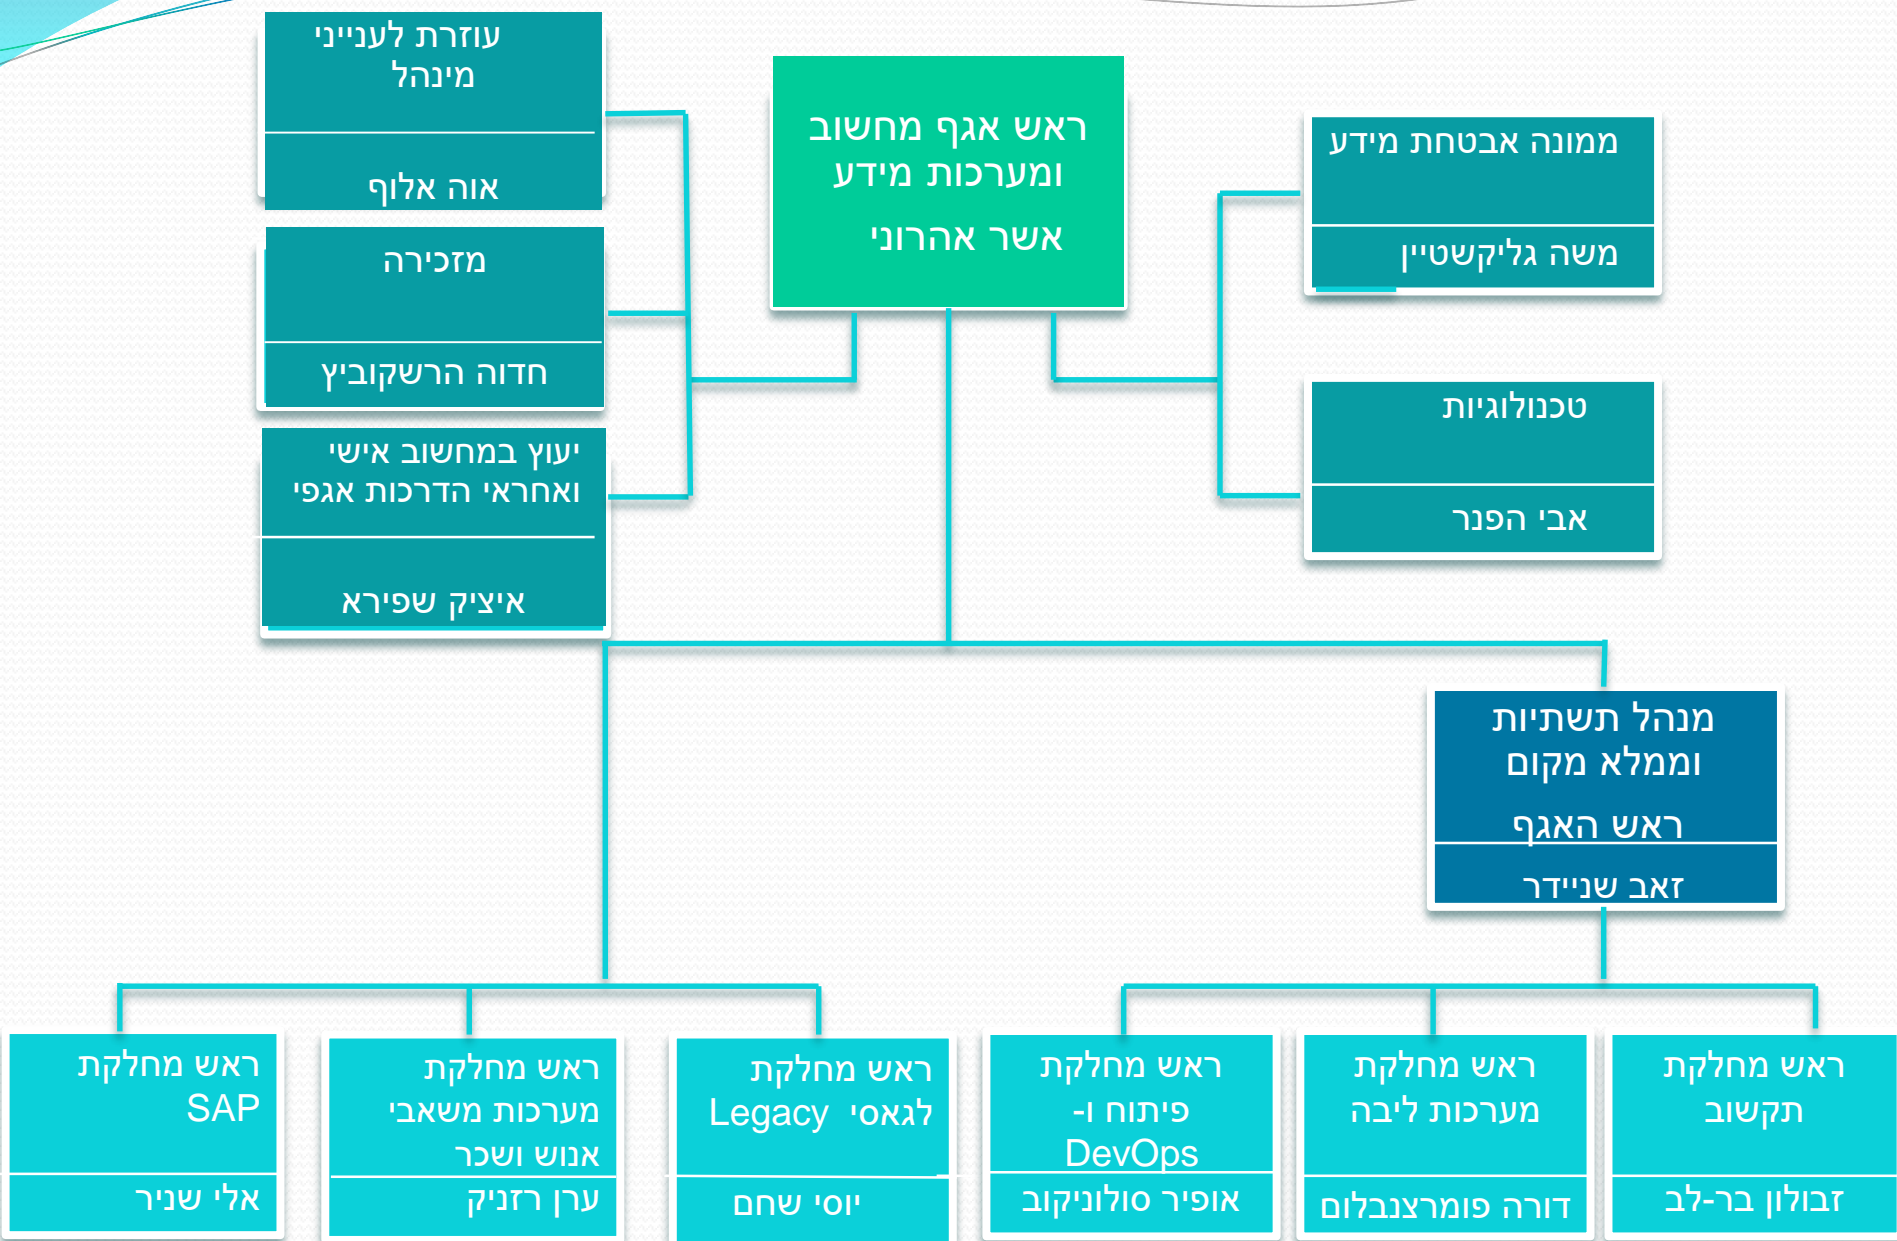 ראש אגף מחשוב
ומערכות מידע
אשר אהרוני
ממונה אבטחת מידע
משה גליקשטיין
טכנולוגיות
אבי הפנר
עוזרת לענייני
מינהל
אוה אלוף
מזכירה
חדוה הרשקוביץ
יעוץ במחשוב אישי
ואחראי הדרכות אגפי
איציק שפירא
מנהל תשתיות
וממלא מקום
ראש האגף
זאב שניידר
ראש מחלקת
תקשוב
זבולון בר-לב
ראש מחלקת
מערכות ליבה
דורה פומרצנבלום
ראש מחלקת
פיתוח ו-
DevOps
אופיר סולוניקוב
ראש מחלקת
לגאסי Legacy
יוסי שחם
ראש מחלקת
מערכות משאבי
אנוש ושכר
ערן רזניק
ראש מחלקת
SAP
אלי שניר